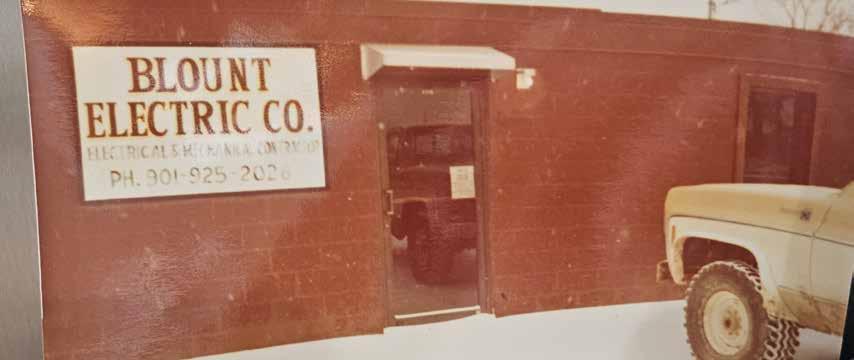 BLOUNT
ELECTRIC CO.
ELECTRICAL & MECHANICAL CONTRACTOR
PH. 901-925-2026